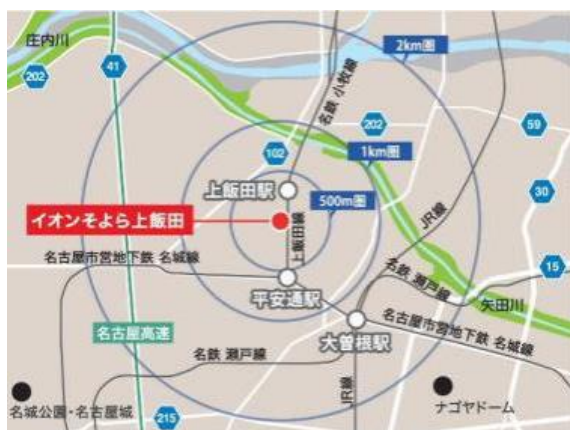 庄内川
2km圏
41
202
名鉄 小牧線
202
59
102
1km圏
上飯田駅
30
500m圏
イオンそよら上飯田
上飯田線
JR線
名古屋市営地下鉄 名城線
名鉄 瀬戸線
15
平安通駅
矢田川
名古屋高速
大曽根駅
名古屋市営地下鉄 名城線
名鉄 瀬戸線
JR線
名城公園・名古屋城
215
ナゴヤドーム